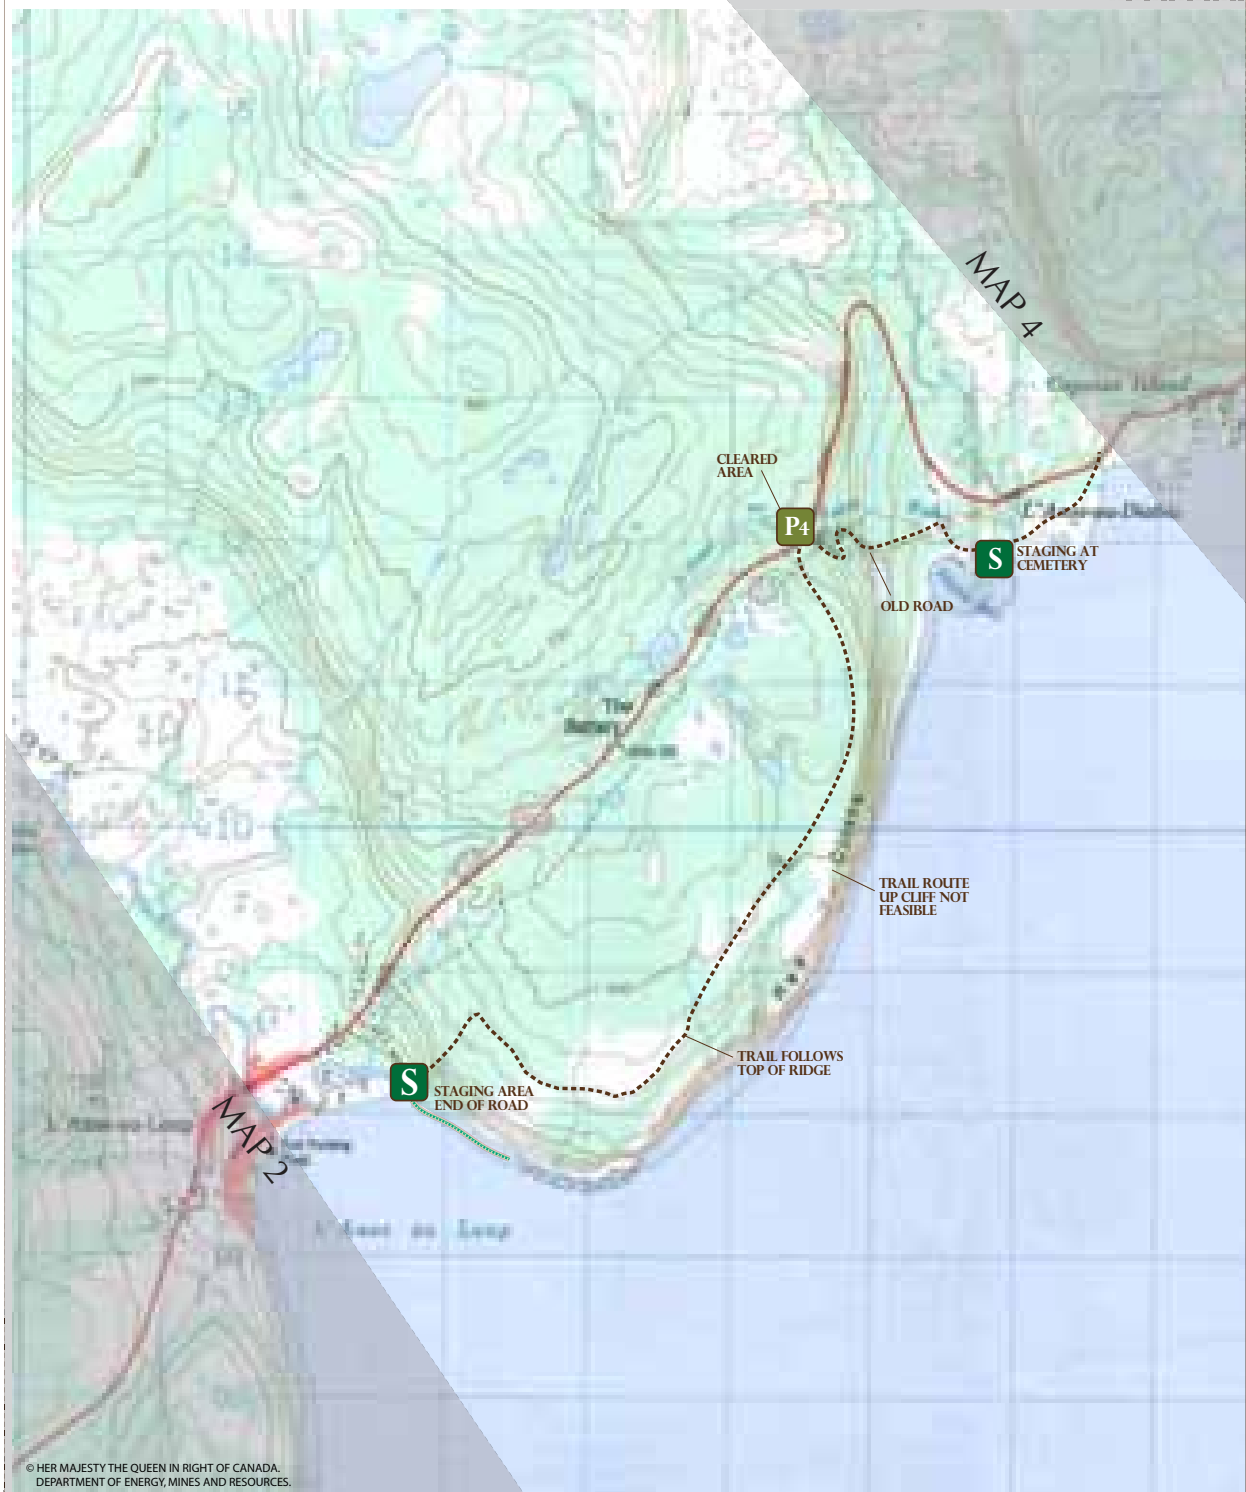 MAP 4
CLEARED
AREA
P4
S
STAGING AT
CEMETERY
OLD ROAD
The
Battery
TRAIL ROUTE
UP CLIFF NOT
FEASIBLE
TRAIL FOLLOWS
TOP OF RIDGE
S
STAGING AREA
END OF ROAD
MAP 2
© HER MAJESTY THE QUEEN IN RIGHT OF CANADA.
DEPARTMENT OF ENERGY, MINES AND RESOURCES.